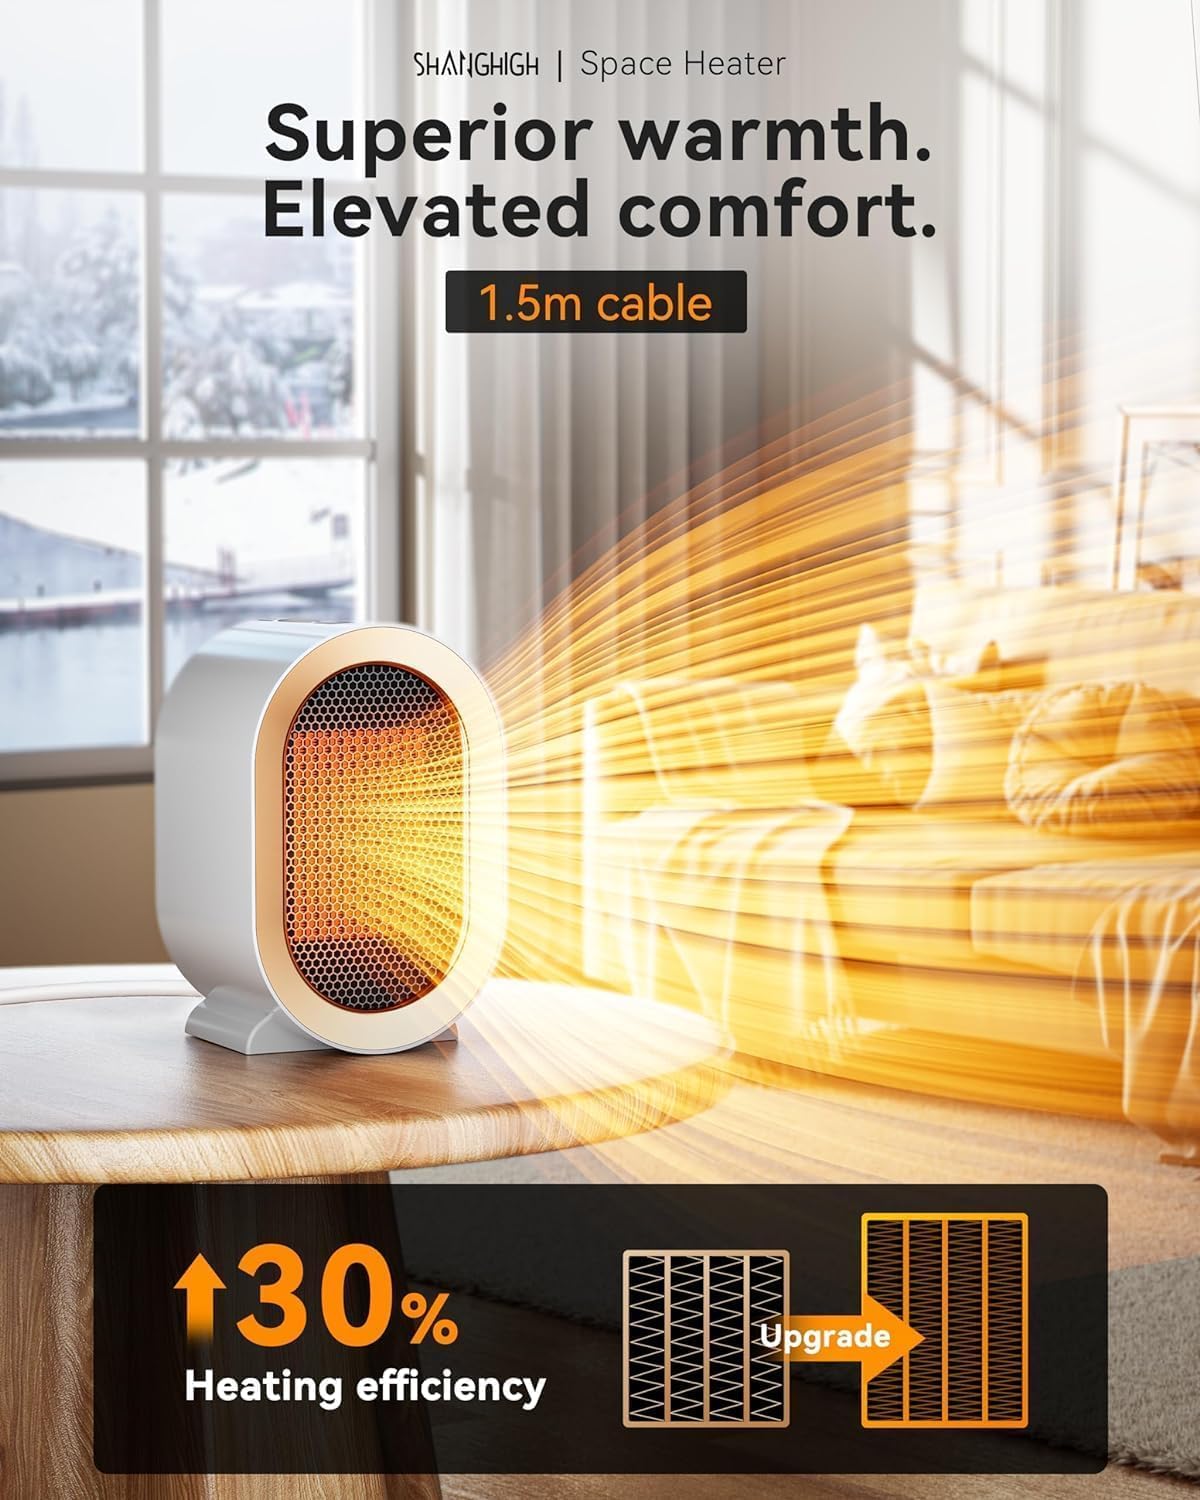 SHANGHIGH | Space Heater
Superior warmth.
Elevated comfort.
1.5m cable
30%
Heating efficiency
Upgrade